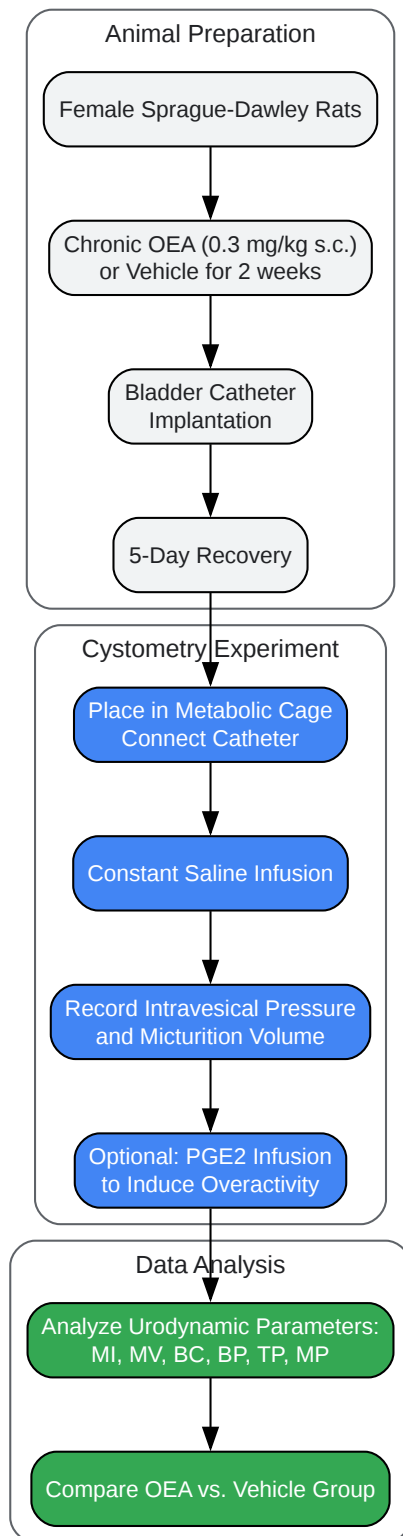 Animal Preparation
Female Sprague-Dawley Rats
Chronic OEA (0.3 mg/kg s.c.)
or Vehicle for 2 weeks
Bladder Catheter
Implantation
5-Day Recovery
Cystometry Experiment
Place in Metabolic Cage
Connect Catheter
Constant Saline Infusion
Record Intravesical Pressure
and Micturition Volume
Optional: PGE2 Infusion
to Induce Overactivity
Data Analysis
Analyze Urodynamic Parameters:
MI, MV, BC, BP, TP, MP
Compare OEA vs. Vehicle Group